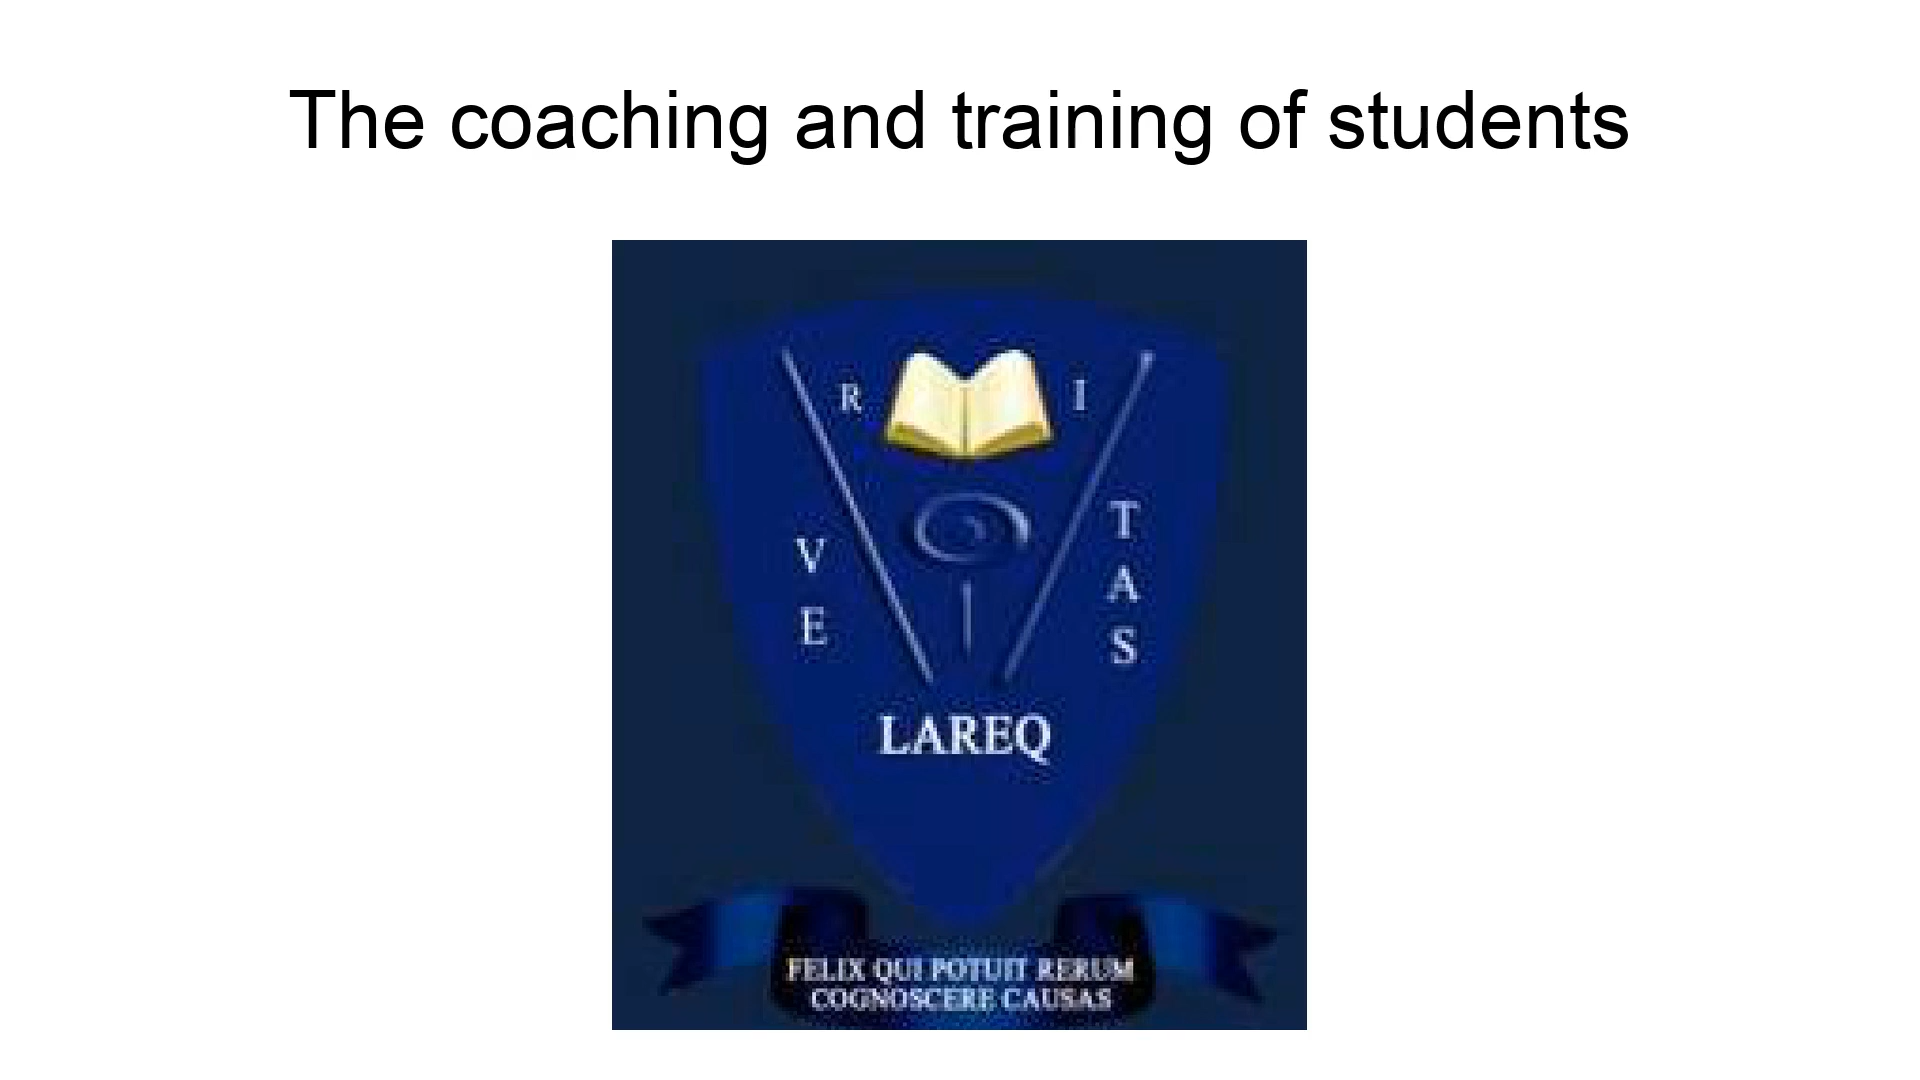 The coaching and training of students
R I
V
E
T
A
S
LAREQ
FELIX QUI POTUIT RERUM
COGNOSCERE CAUSAS